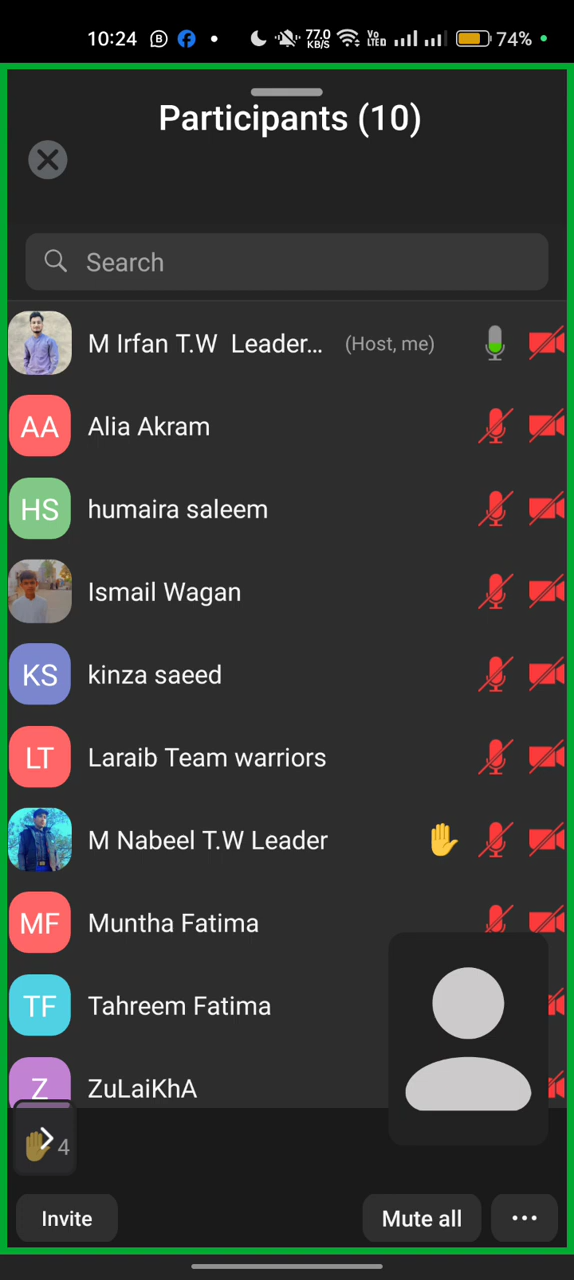 10:24 B 77.0 KB/S Vo LTE D 74%
Participants (10)
Search
M Irfan T.W Leader... (Host, me)
AA Alia Akram
HS humaira saleem
Ismail Wagan
KS kinza saeed
LT Laraib Team warriors
M Nabeel T.W Leader
MF Muntha Fatima
TF Tahreem Fatima
Z ZuLaiKhA
4
Invite Mute all ...